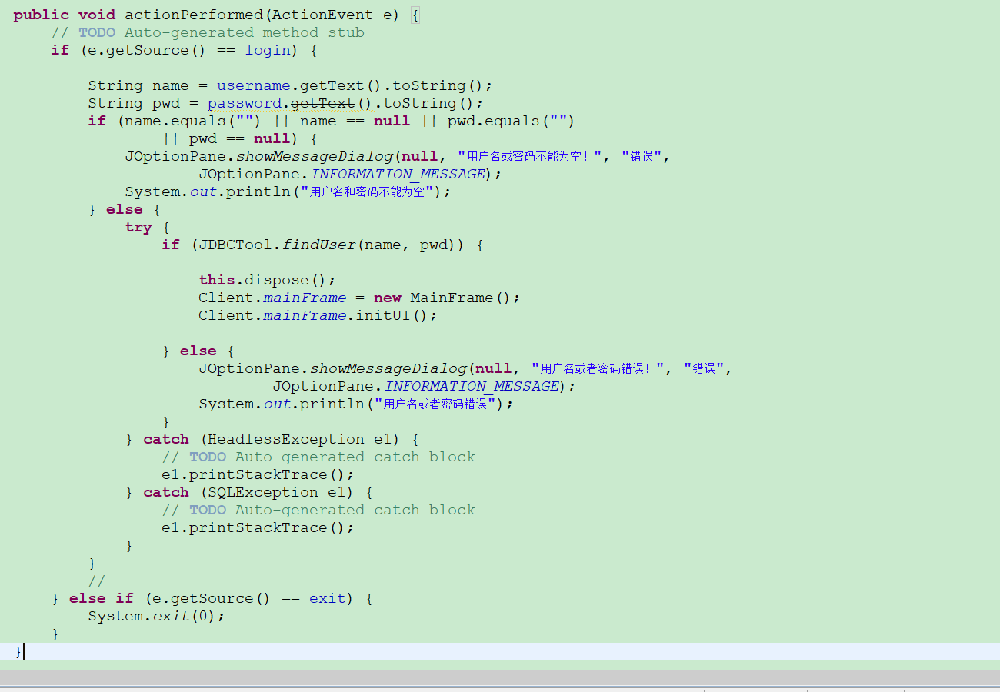 public void actionPerformed(ActionEvent e) {
// TODO Auto-generated method stub
if (e.getSource() == login) {
String name = username.getText().toString();
String pwd = password.getText().toString();
if (name.equals("") || name == null || pwd.equals("")
|| pwd == null) {
JOptionPane.showMessageDialog(null, "用户名或密码不能为空！", "错误",
JOptionPane.INFORMATION_MESSAGE);
System.out.println("用户名和密码不能为空");
} else {
try {
if (JDBCTool.findUser(name, pwd)) {
this.dispose();
Client.mainFrame = new MainFrame();
Client.mainFrame.initUI();
} else {
JOptionPane.showMessageDialog(null, "用户名或者密码错误！", "错误",
JOptionPane.INFORMATION_MESSAGE);
System.out.println("用户名或者密码错误");
}
} catch (HeadlessException e1) {
// TODO Auto-generated catch block
e1.printStackTrace();
} catch (SQLException e1) {
// TODO Auto-generated catch block
e1.printStackTrace();
}
}
//
} else if (e.getSource() == exit) {
System.exit(0);
}
}